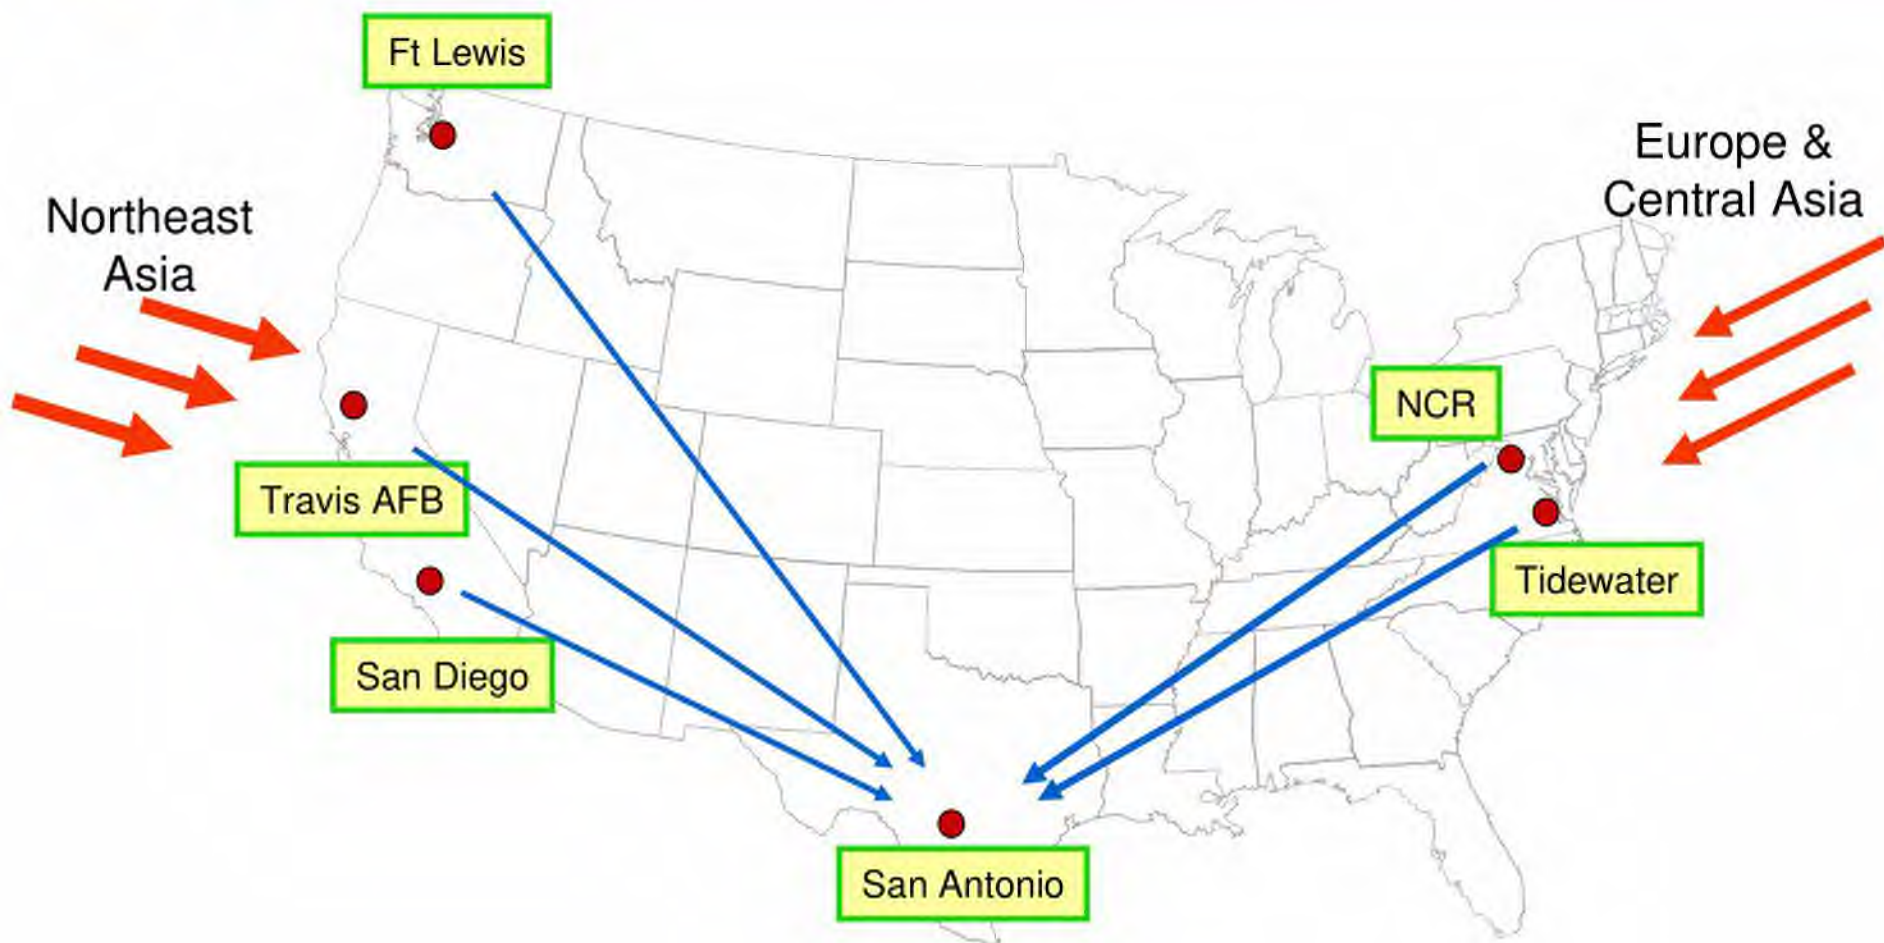 Ft Lewis
Northeast
Asia
Europe &
Central Asia
NCR
Travis AFB
Tidewater
San Diego
San Antonio